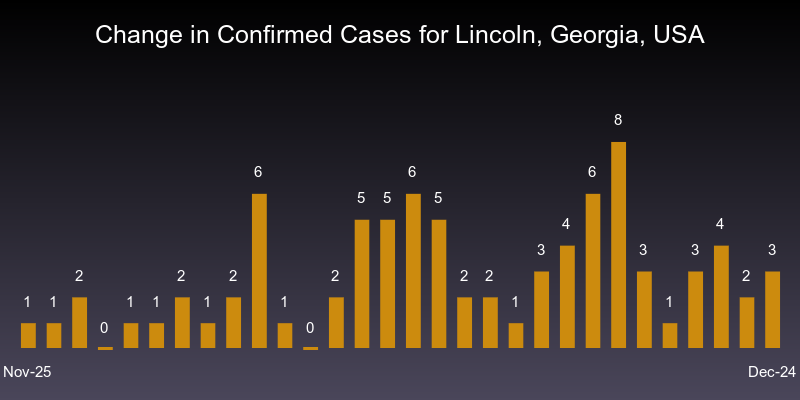 Change in Confirmed Cases for Lincoln, Georgia, USA
8
6 6 6
5 5 5
4 4
2 2 2 2 2 2 3 3 3 2 3
1 1 1 1 1 1 1 1
0 0
Nov-25 Dec-24